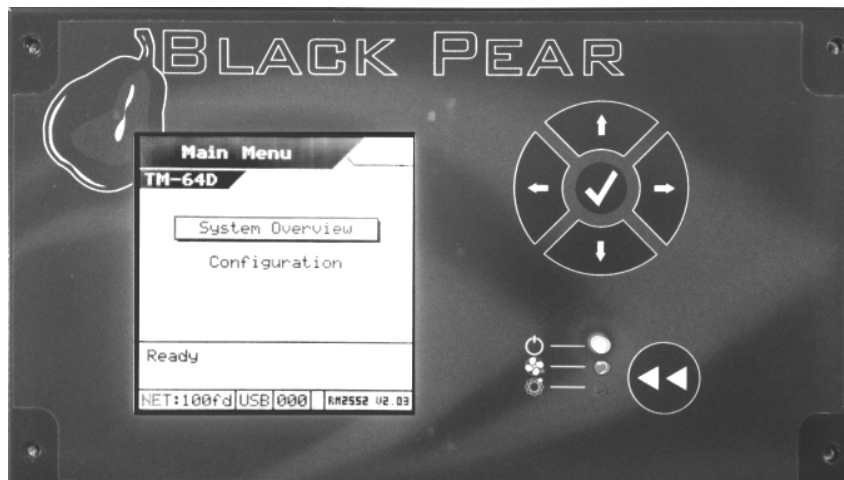 BLACK PEAR
Main Menu
TM-64D
System Overview
Configuration
Ready
NET:100fd USB 000 RM2552 V2.03